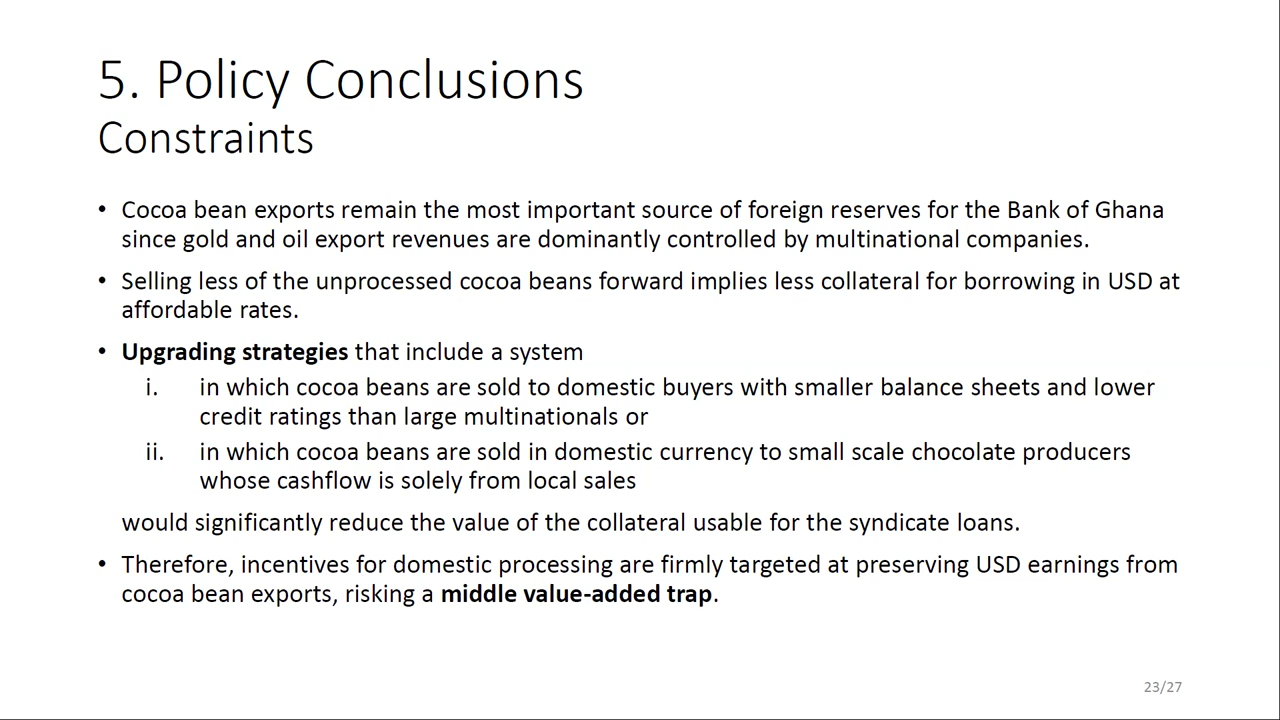 5. Policy Conclusions
Constraints
• Cocoa bean exports remain the most important source of foreign reserves for the Bank of Ghana
since gold and oil export revenues are dominantly controlled by multinational companies.
• Selling less of the unprocessed cocoa beans forward implies less collateral for borrowing in USD at
affordable rates.
• Upgrading strategies that include a system
i. in which cocoa beans are sold to domestic buyers with smaller balance sheets and lower
credit ratings than large multinationals or
ii. in which cocoa beans are sold in domestic currency to small scale chocolate producers
whose cashflow is solely from local sales
would significantly reduce the value of the collateral usable for the syndicate loans.
• Therefore, incentives for domestic processing are firmly targeted at preserving USD earnings from
cocoa bean exports, risking a middle value-added trap.
23/27